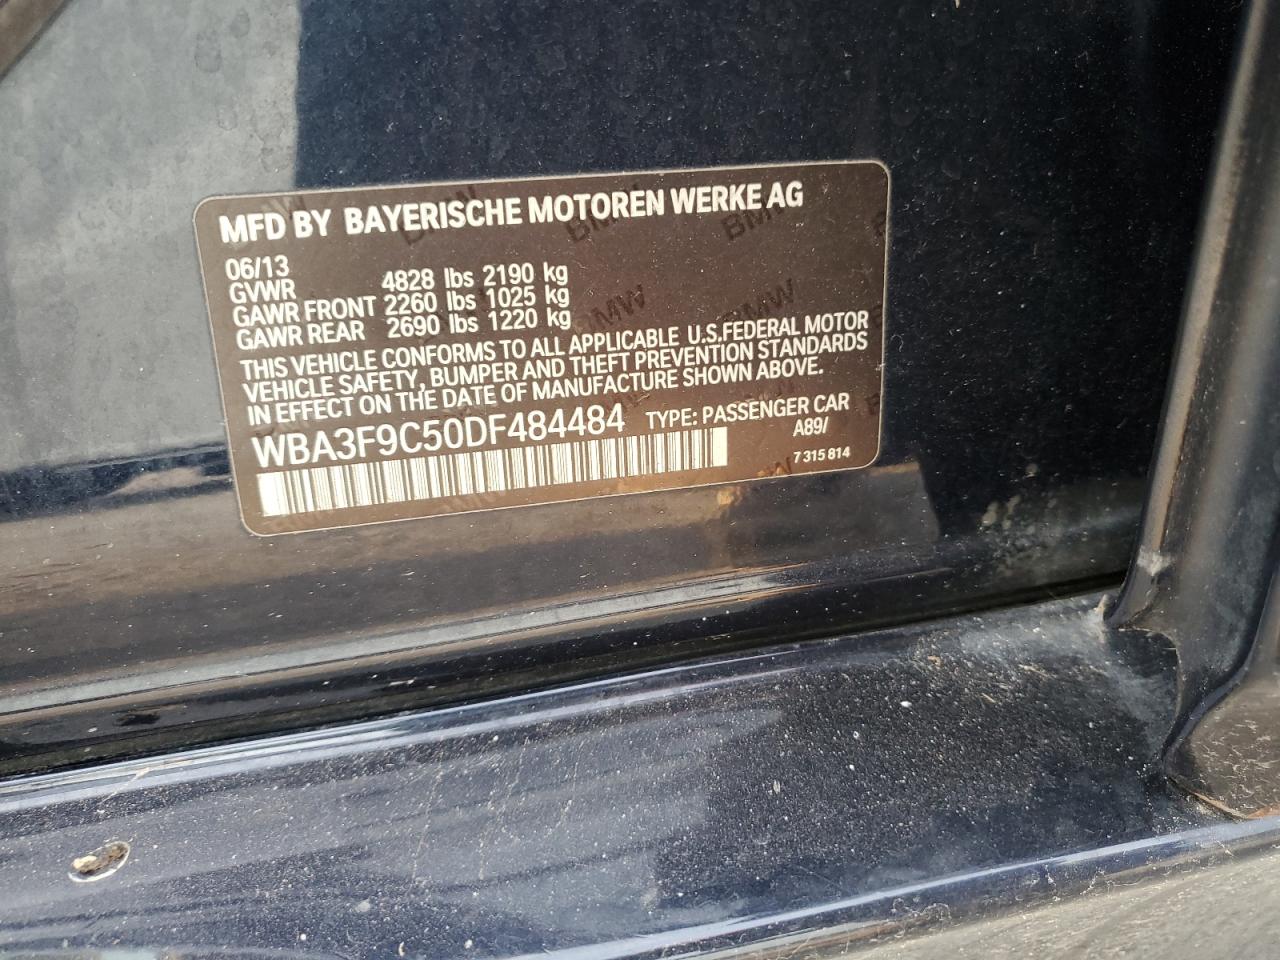 MFD BY BAYERISCHE MOTOREN WERKE AG
06/13
GVWR 4828 lbs 2190 kg
GAWR FRONT 2260 lbs 1025 kg
GAWR REAR 2690 lbs 1220 kg
THIS VEHICLE CONFORMS TO ALL APPLICABLE U.S.FEDERAL MOTOR
VEHICLE SAFETY, BUMPER AND THEFT PREVENTION STANDARDS
IN EFFECT ON THE DATE OF MANUFACTURE SHOWN ABOVE.
WBA3F9C50DF484484 TYPE: PASSENGER CAR
A89/
7 315 814